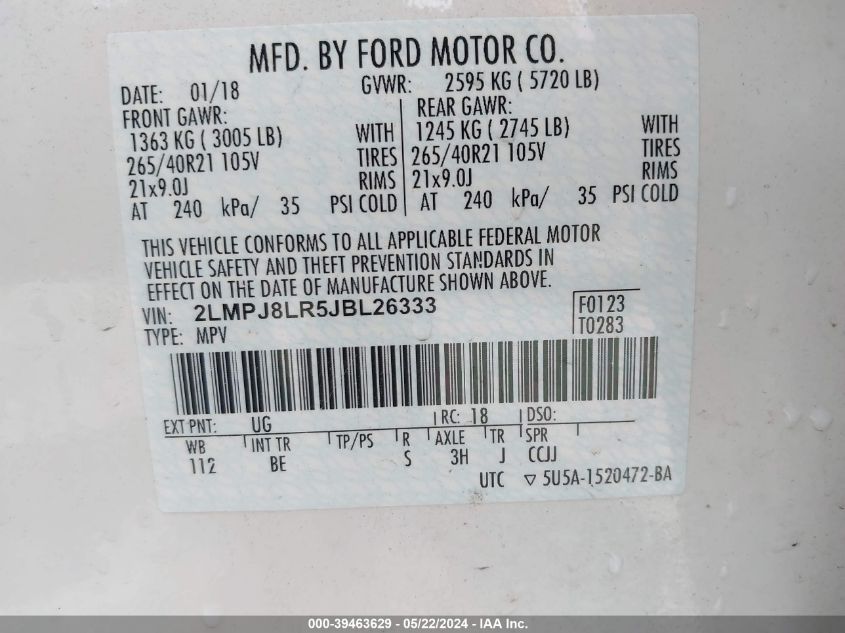 MFD. BY FORD MOTOR CO.
DATE: 01/18 GVWR: 2595 KG ( 5720 LB)
FRONT GAWR: REAR GAWR:
1363 KG ( 3005 LB) WITH 1245 KG ( 2745 LB) WITH
265/40R21 105V TIRES 265/40R21 105V TIRES
21x9.0J RIMS 21x9.0J RIMS
AT 240 kPa/ 35 PSI COLD AT 240 kPa/ 35 PSI COLD
THIS VEHICLE CONFORMS TO ALL APPLICABLE FEDERAL MOTOR
VEHICLE SAFETY AND THEFT PREVENTION STANDARDS IN
EFFECT ON THE DATE OF MANUFACTURE SHOWN ABOVE.
VIN: 2LMPJ8LR5JBL26333 F0123
TYPE: MPV T0283
EXT PNT: UG RC: 18 DSO:
WB INT TR TP/PS R AXLE TR SPR
112 BE S 3H J CCJJ
UTC ▽ 5U5A-1520472-BA
000-39463629 - 05/22/2024 - IAA Inc.